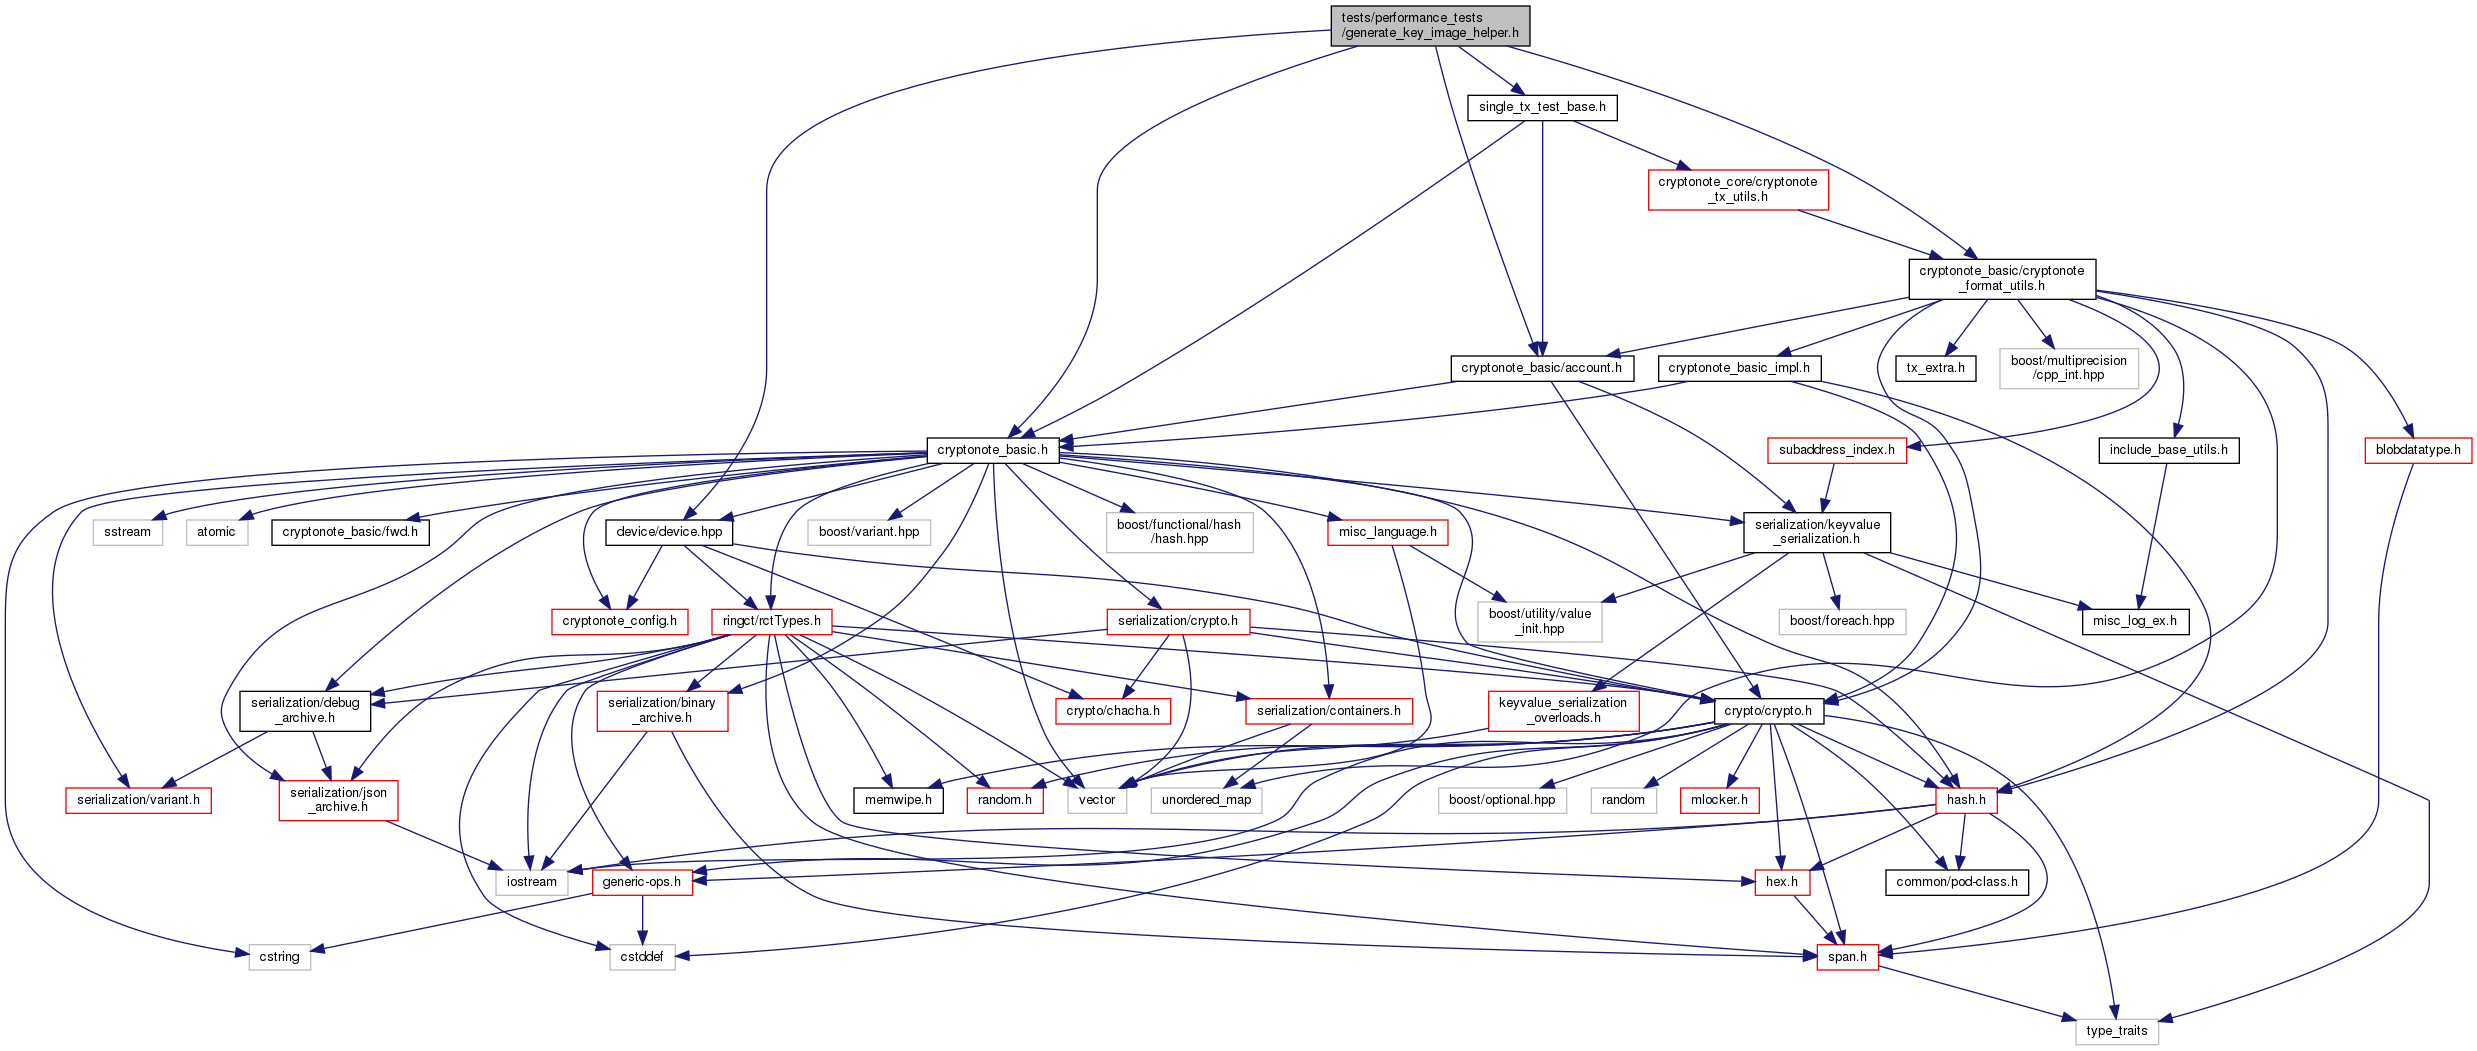 tests/performance_tests
/generate_key_image_helper.h
single_tx_test_base.h
cryptonote_core/cryptonote
_tx_utils.h
cryptonote_basic/cryptonote
_format_utils.h
cryptonote_basic/account.h
cryptonote_basic_impl.h
tx_extra.h
boost/multiprecision
/cpp_int.hpp
cryptonote_basic.h
subaddress_index.h
include_base_utils.h
blobdatatype.h
sstream
atomic
cryptonote_basic/fwd.h
device/device.hpp
boost/variant.hpp
boost/functional/hash
/hash.hpp
misc_language.h
serialization/keyvalue
_serialization.h
cryptonote_config.h
ringct/rctTypes.h
serialization/crypto.h
boost/utility/value
_init.hpp
boost/foreach.hpp
misc_log_ex.h
serialization/debug
_archive.h
serialization/binary
_archive.h
crypto/chacha.h
serialization/containers.h
keyvalue_serialization
_overloads.h
crypto/crypto.h
serialization/variant.h
serialization/json
_archive.h
memwipe.h
random.h
vector
unordered_map
boost/optional.hpp
random
mlocker.h
hash.h
iostream
generic-ops.h
hex.h
common/pod-class.h
cstring
cstddef
span.h
type_traits